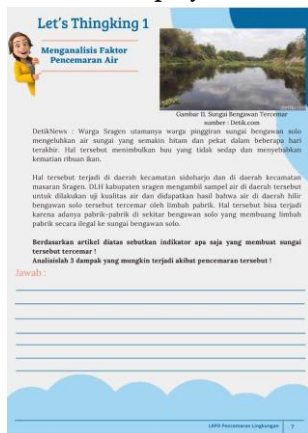 Let's Thingking 1
Menganalisis Faktor
Pencemaran Air
Gambar II. Sungai Bengawan Tercemar
sumber : Detik.com
DetikNews : Warga Sragen utamanya warga pinggiran sungai bengawan solo
mengeluhkan air sungai yang semakin hitam dan pekat dalam beberapa hari
terakhir. Hal tersebut menimbulkan bau yang tidak sedap dan menyebabkan
kematian ribuan ikan.
Hal tersebut terjadi di daerah kecamatan sidoharjo dan di daerah kecamatan
masaran Sragen. DLH kabupaten sragen mengambil sampel air di daerah tersebut
untuk dilakukan uji kualitas air dan didapatkan hasil bahwa air di daerah hilir
bengawan solo tersebut tercemar oleh limbah pabrik. Hal tersebut bisa terjadi
karena adanya pabrik-pabrik di sekitar bengawan solo yang membuang limbah
pabrik secara ilegal ke sungai bengawan solo.
Berdasarkan artikel diatas sebutkan indikator apa saja yang membuat sungai
tersebut tercemar !
Analisislah 3 dampak yang mungkin terjadi akibat pencemaran tersebut !
Jawab :
LKPD Pencemaran Lingkungan 7